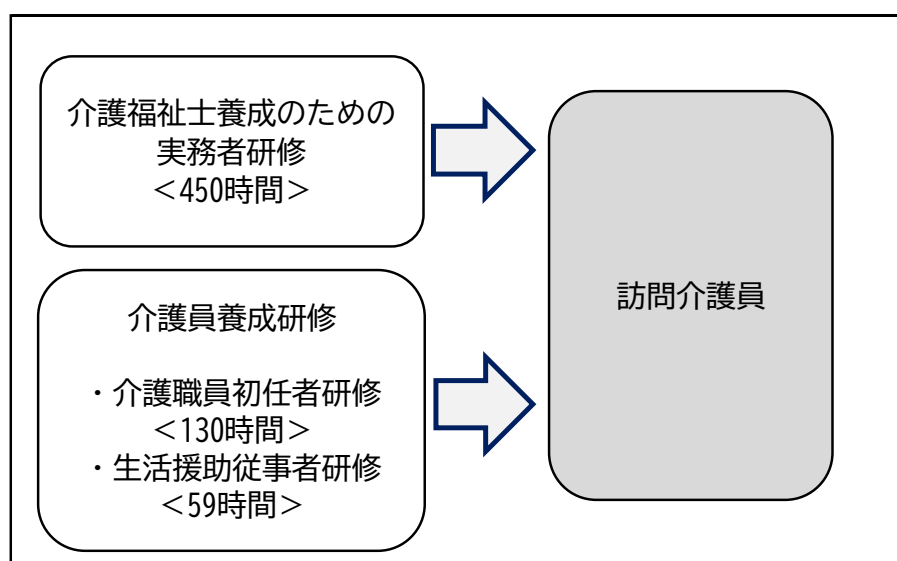 介護福祉士養成のための
実務者研修
＜450時間＞
介護員養成研修
・介護職員初任者研修
＜130時間＞
・生活援助従事者研修
＜59時間＞
訪問介護員